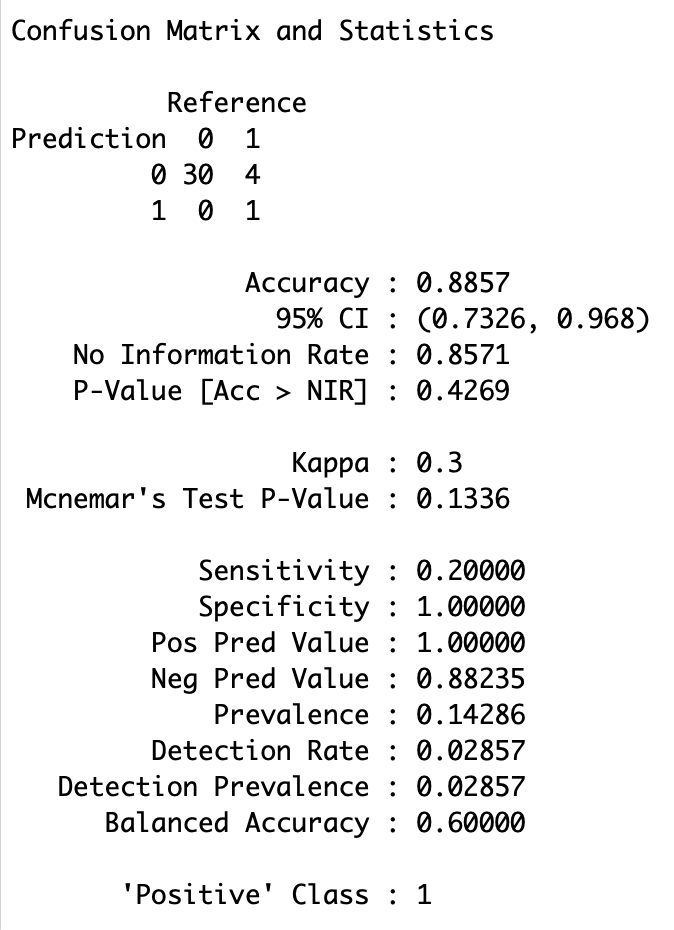 Confusion Matrix and Statistics
Reference
Prediction 0 1
0 30 4
1 0 1
Accuracy : 0.8857
95% CI : (0.7326, 0.968)
No Information Rate : 0.8571
P-Value [Acc > NIR] : 0.4269
Kappa : 0.3
Mcnemar's Test P-Value : 0.1336
Sensitivity : 0.20000
Specificity : 1.00000
Pos Pred Value : 1.00000
Neg Pred Value : 0.88235
Prevalence : 0.14286
Detection Rate : 0.02857
Detection Prevalence : 0.02857
Balanced Accuracy : 0.60000
'Positive' Class : 1